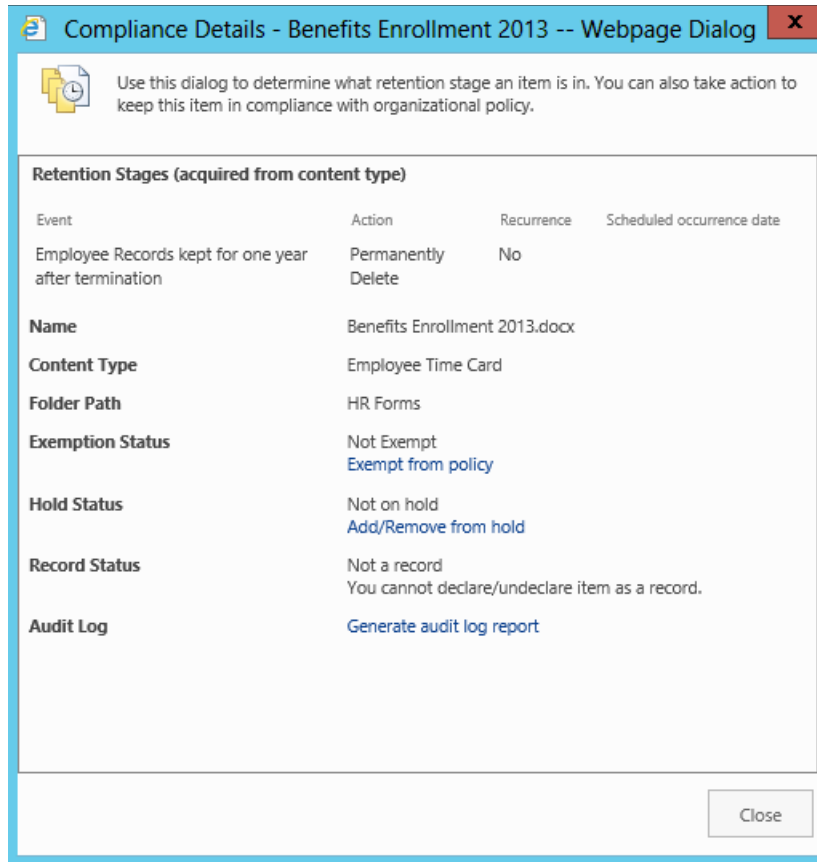 Compliance Details - Benefits Enrollment 2013 -- Webpage Dialog
x
Use this dialog to determine what retention stage an item is in. You can also take action to
keep this item in compliance with organizational policy.
Retention Stages (acquired from content type)
Event Action Recurrence Scheduled occurrence date
Employee Records kept for one year Permanently No
after termination Delete
Name Benefits Enrollment 2013.docx
Content Type Employee Time Card
Folder Path HR Forms
Exemption Status Not Exempt
Exempt from policy
Hold Status Not on hold
Add/Remove from hold
Record Status Not a record
You cannot declare/undeclare item as a record.
Audit Log Generate audit log report
Close